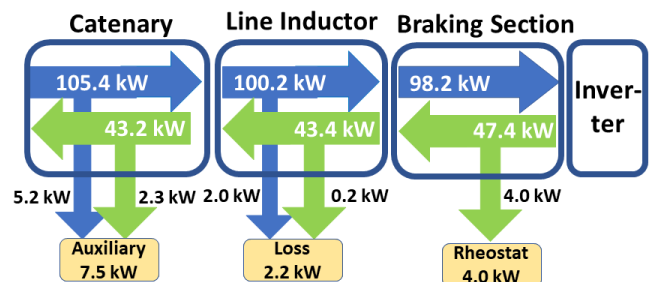 Catenary
Line Inductor
Braking Section
105.4 kW
100.2 kW
98.2 kW
Inver-
ter
43.2 kW
43.4 kW
47.4 kW
5.2 kW
2.3 kW
2.0 kW
0.2 kW
4.0 kW
Auxiliary
7.5 kW
Loss
2.2 kW
Rheostat
4.0 kW